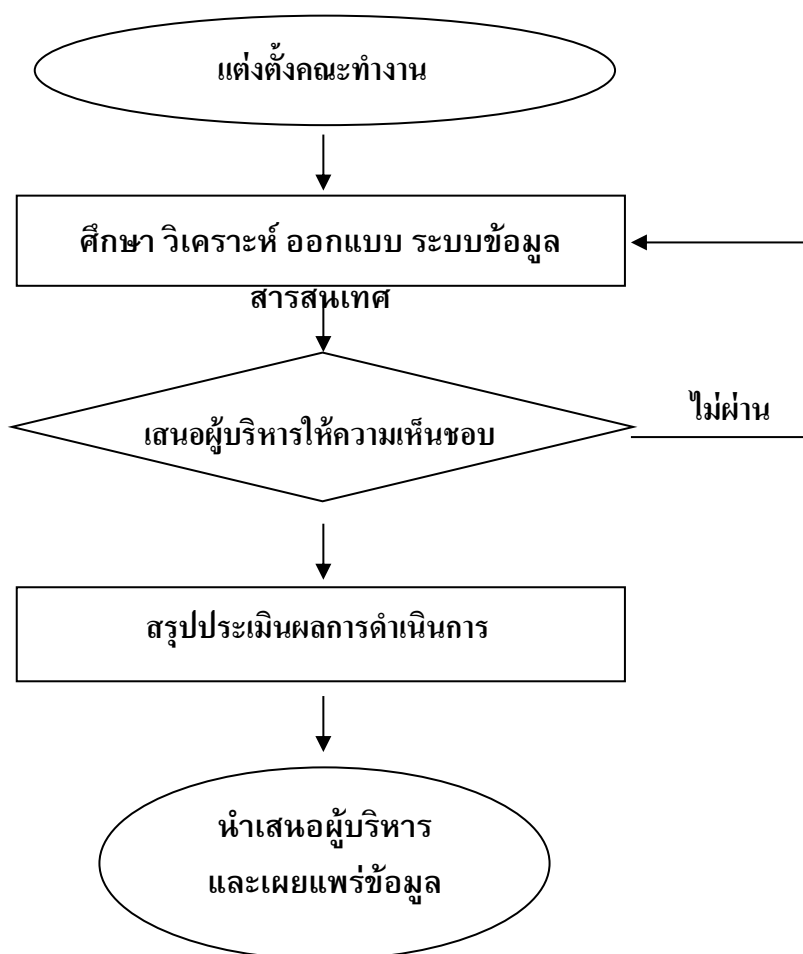 แต่งตั้งคณะทำงาน
ศึกษา วิเคราะห์ ออกแบบ ระบบข้อมูล
สารสนเทศ
เสนอผู้บริหารให้ความเห็นชอบ
ไม่ผ่าน
สรุปประเมินผลการดำเนินการ
นำเสนอผู้บริหาร
และเผยแพร่ข้อมูล